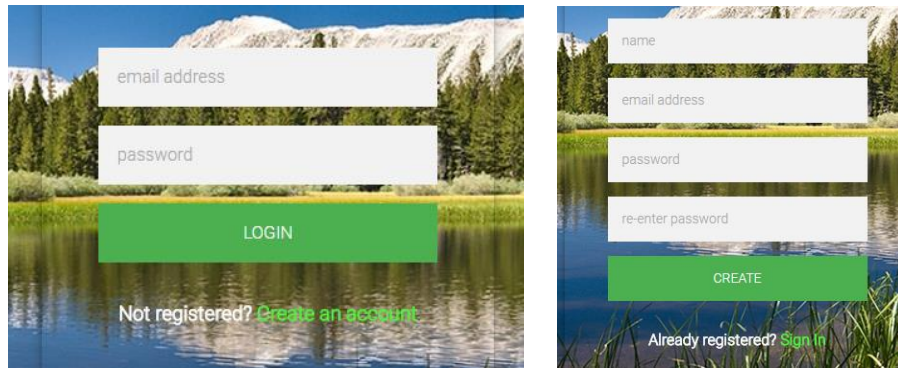 email address
password
LOGIN
Not registered? Create an account
name
email address
password
re-enter password
CREATE
Already registered? Sign In